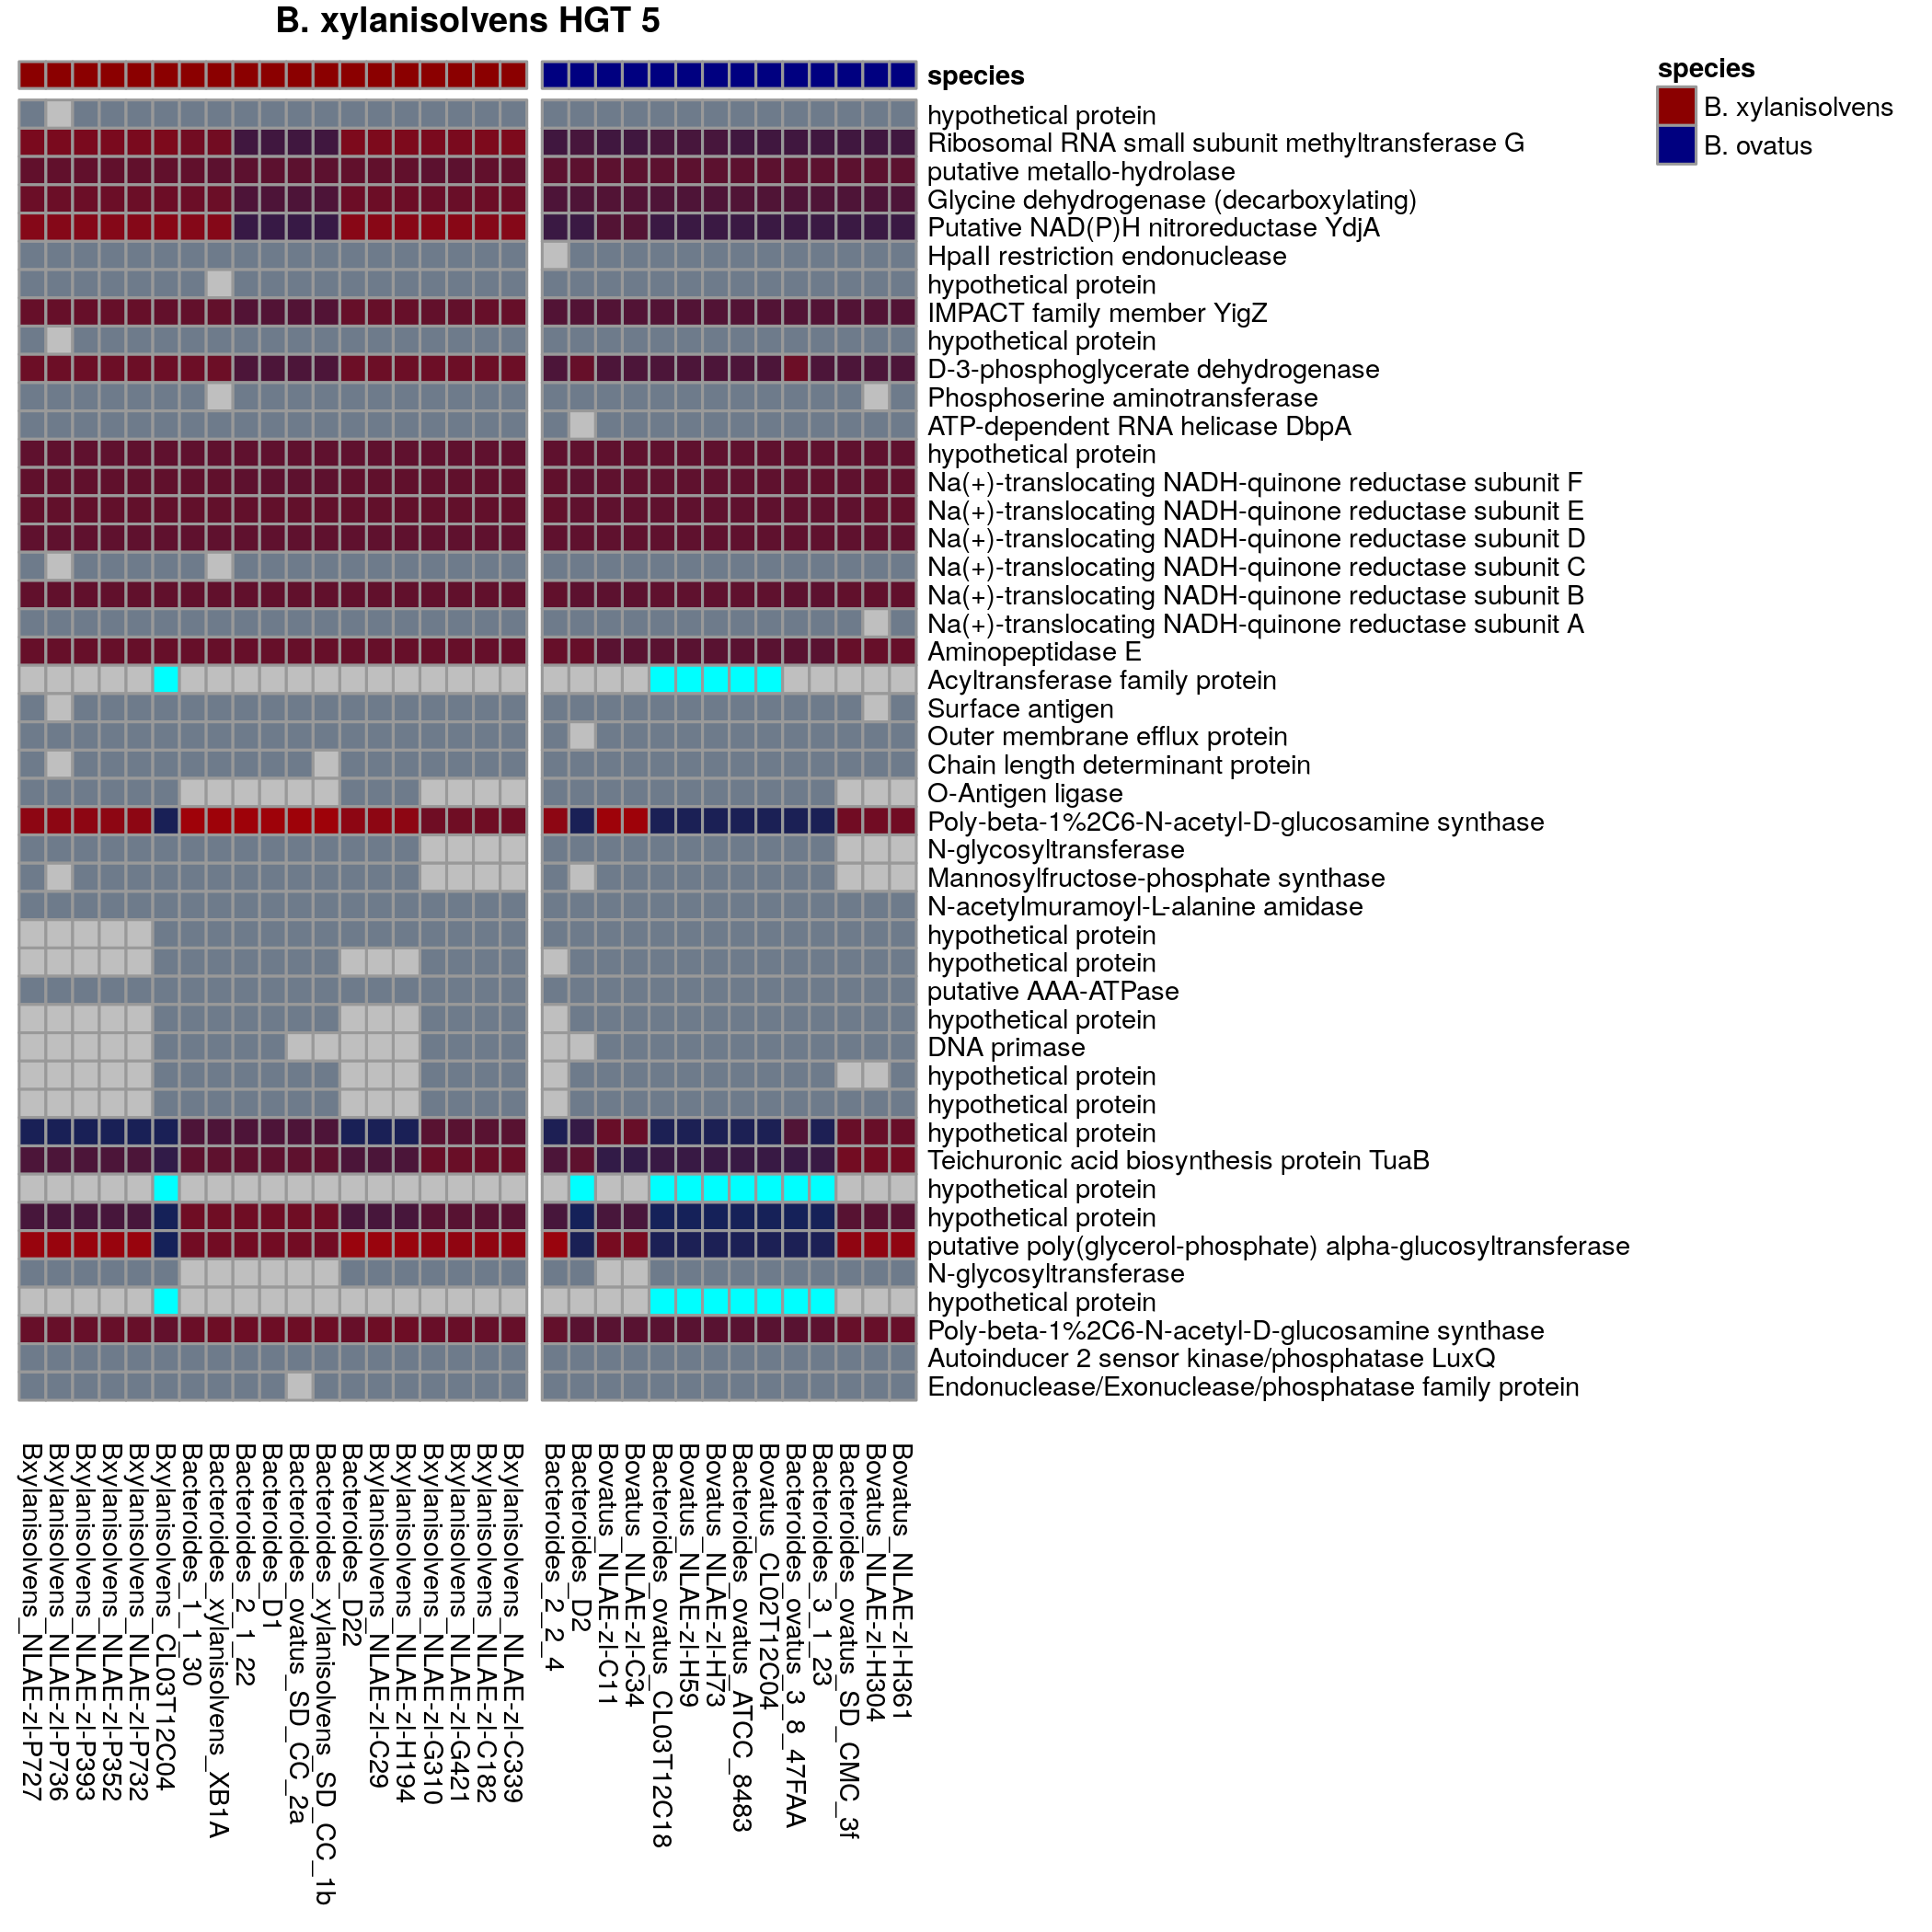 B. xylanisolvens HGT 5
species
species
B. xylanisolvens
B. ovatus
hypothetical protein
Ribosomal RNA small subunit methyltransferase G
putative metallo-hydrolase
Glycine dehydrogenase (decarboxylating)
Putative NAD(P)H nitroreductase YdjA
HpaII restriction endonuclease
hypothetical protein
IMPACT family member YigZ
hypothetical protein
D-3-phosphoglycerate dehydrogenase
Phosphoserine aminotransferase
ATP-dependent RNA helicase DbpA
hypothetical protein
Na(+)-translocating NADH-quinone reductase subunit F
Na(+)-translocating NADH-quinone reductase subunit E
Na(+)-translocating NADH-quinone reductase subunit D
Na(+)-translocating NADH-quinone reductase subunit C
Na(+)-translocating NADH-quinone reductase subunit B
Na(+)-translocating NADH-quinone reductase subunit A
Aminopeptidase E
Acyltransferase family protein
Surface antigen
Outer membrane efflux protein
Chain length determinant protein
O-Antigen ligase
Poly-beta-1%2C6-N-acetyl-D-glucosamine synthase
N-glycosyltransferase
Mannosylfructose-phosphate synthase
N-acetylmuramoyl-L-alanine amidase
hypothetical protein
hypothetical protein
putative AAA-ATPase
hypothetical protein
DNA primase
hypothetical protein
hypothetical protein
hypothetical protein
Teichuronic acid biosynthesis protein TuaB
hypothetical protein
hypothetical protein
putative poly(glycerol-phosphate) alpha-glucosyltransferase
N-glycosyltransferase
hypothetical protein
Poly-beta-1%2C6-N-acetyl-D-glucosamine synthase
Autoinducer 2 sensor kinase/phosphatase LuxQ
Endonuclease/Exonuclease/phosphatase family protein
Bxylanisolvens_NLAE-zl-P727
Bxylanisolvens_NLAE-zl-P736
Bxylanisolvens_NLAE-zl-P393
Bxylanisolvens_NLAE-zl-P352
Bxylanisolvens_NLAE-zl-P732
Bxylanisolvens_CL03T12C04
Bacteroides_1_1_30
Bacteroides_xylanisolvens_XB1A
Bacteroides_2_1_22
Bacteroides_D1
Bacteroides_ovatus_SD_CC_2a
Bacteroides_xylanisolvens_SD_CC_1b
Bacteroides_D22
Bxylanisolvens_NLAE-zl-C29
Bxylanisolvens_NLAE-zl-H194
Bxylanisolvens_NLAE-zl-G310
Bxylanisolvens_NLAE-zl-G421
Bxylanisolvens_NLAE-zl-C182
Bxylanisolvens_NLAE-zl-C339
Bacteroides_2_2_4
Bacteroides_D2
Bovatus_NLAE-zl-C11
Bovatus_NLAE-zl-C34
Bacteroides_ovatus_CL03T12C18
Bovatus_NLAE-zl-H59
Bovatus_NLAE-zl-H73
Bacteroides_ovatus_ATCC_8483
Bovatus_CL02T12C04
Bacteroides_ovatus_3_8_47FAA
Bacteroides_3_1_23
Bacteroides_ovatus_SD_CMC_3f
Bovatus_NLAE-zl-H304
Bovatus_NLAE-zl-H361